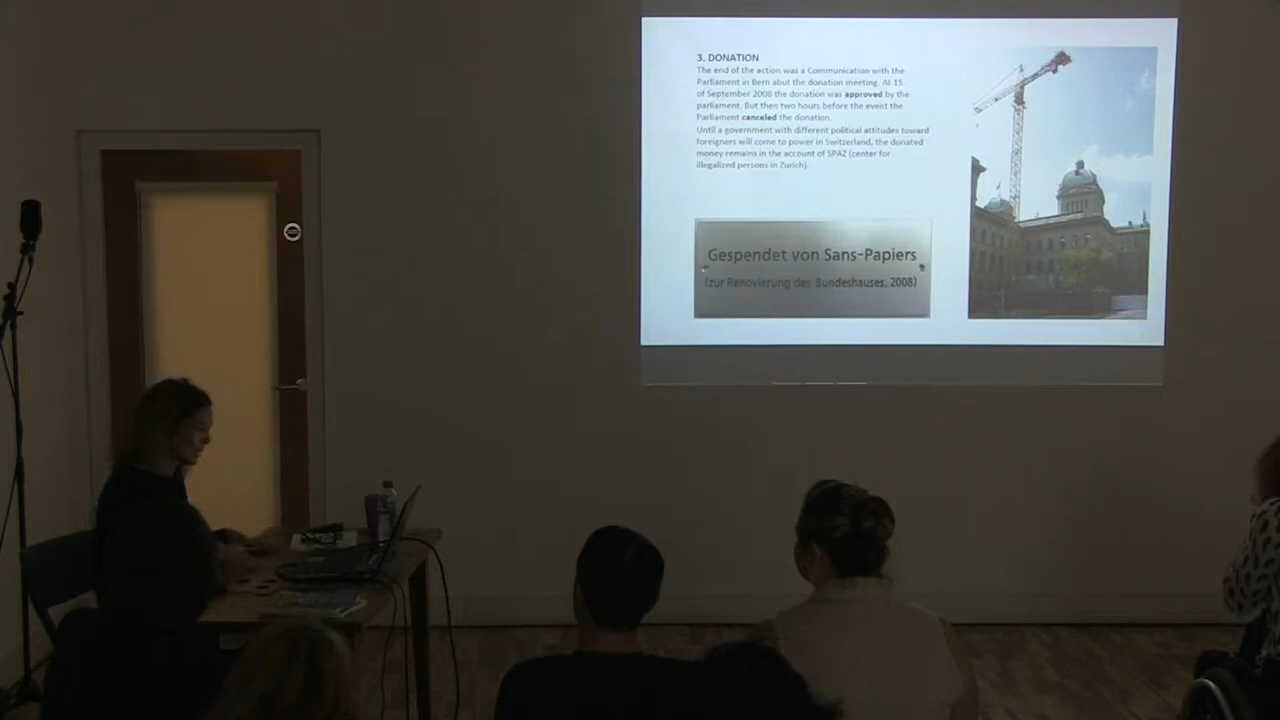 3. DONATION
The end of the action was a Communication with the
Parliament in Bern abut the donation meeting. At 15.
of September 2008 the donation was approved by the
parliament. But then two hours before the event the
Parliament canceled the donation.
Until a government with different political attitudes toward
foreigners will come to power in Switzerland, the donated
money remains in the account of SPAZ (center for
illegalized persons in Zurich).
Gespendet von Sans-Papiers
(zur Renovierung des Bundeshauses, 2008)